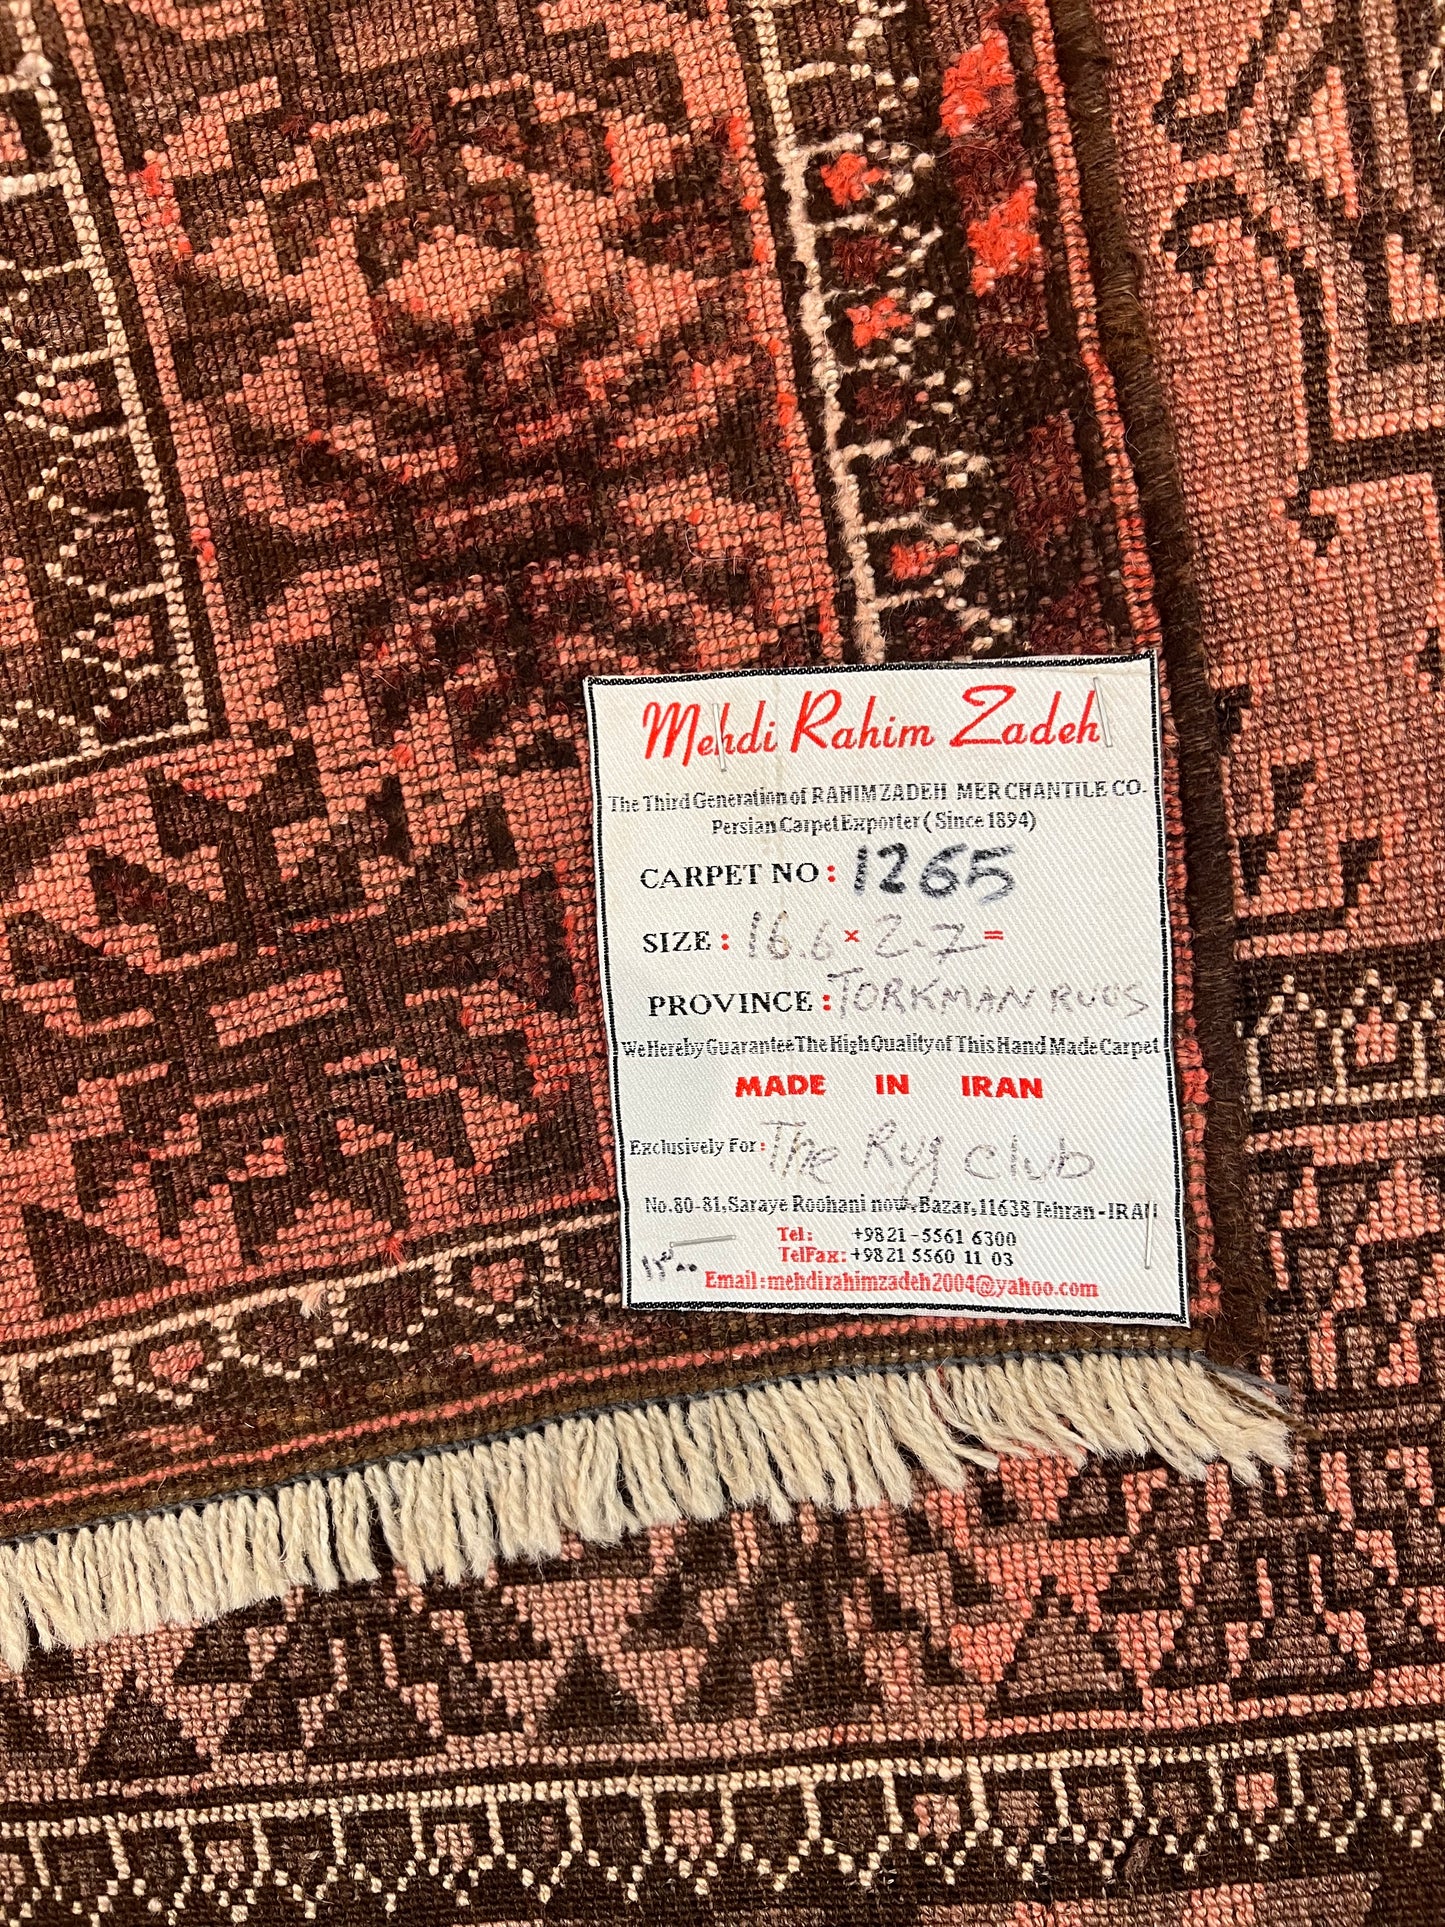 Mehdi Rahim Zadeh
The Third Generation of RAHIMZADEH MERCHANTILE CO.
Persian Carpet Exporter ( Since 1894)
CARPET NO : 1265
SIZE : 16.6 × 2.7 =
PROVINCE : TORKMAN RUGS
We Hereby Guarantee The High Quality of This Hand Made Carpet
MADE IN IRAN
Exclusively For : The Rug club
No.80-81, Saraye Roohani now, Bazar, 11638 Tehran - IRAN
Tel: +9821-5561 6300
TelFax: +9821 5560 11 03
Email: mehdirahimzadeh2004@yahoo.com